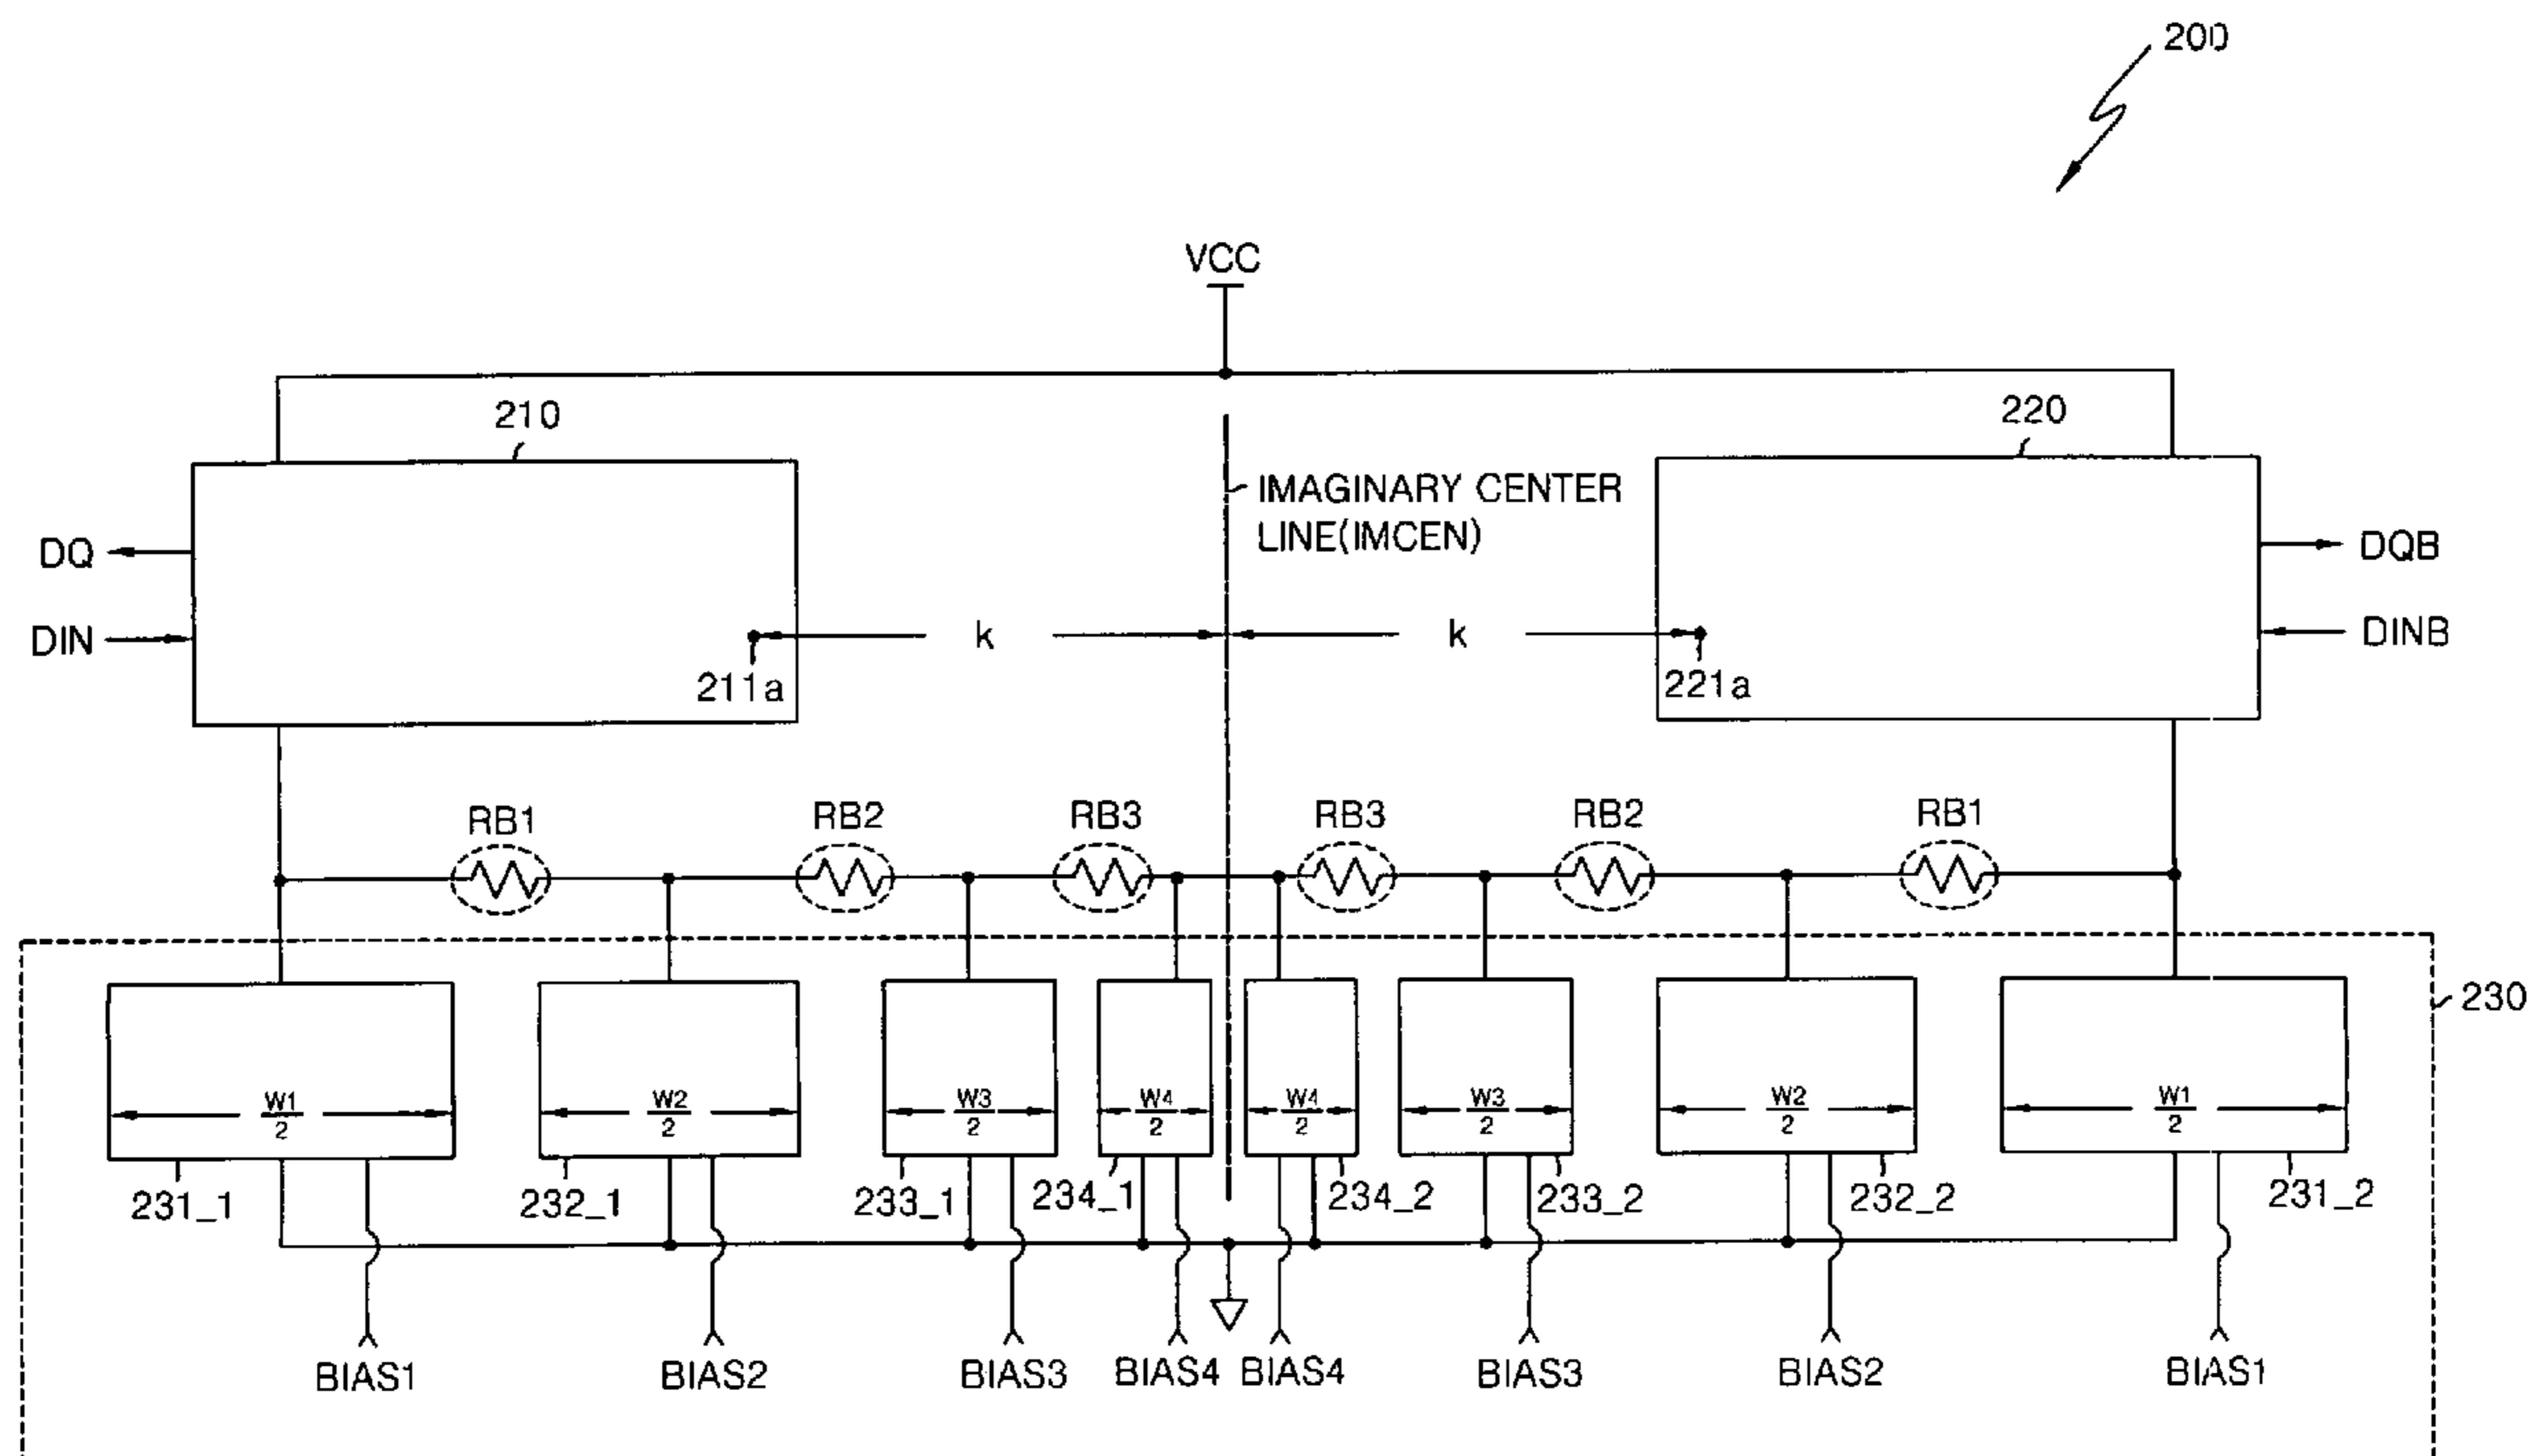 200
VCC
210
220
IMAGINARY CENTER
LINE(IMCEN)
DQ
DQB
DIN
k
k
DINB
211a
221a
RB1
RB2
RB3
RB3
RB2
RB1
230
W1/2
W2/2
W3/2
W4/2
W4/2
W3/2
W2/2
W1/2
231_1
232_1
233_1
234_1
234_2
233_2
232_2
231_2
BIAS1
BIAS2
BIAS3
BIAS4
BIAS4
BIAS3
BIAS2
BIAS1